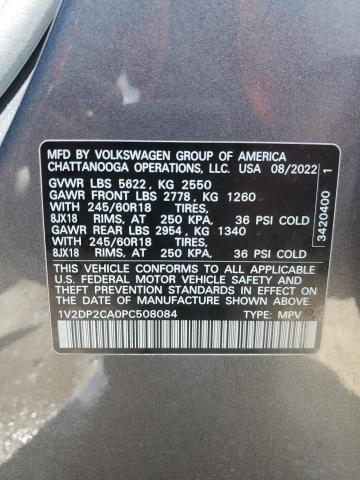 MFD BY VOLKSWAGEN GROUP OF AMERICA
CHATTANOOGA OPERATIONS, LLC. USA 08/2022
GVWR LBS 5622, KG 2550
GAWR FRONT LBS 2778, KG 1260
WITH 245/60R18 TIRES,
8JX18 RIMS, AT 250 KPA, 36 PSI COLD
GAWR REAR LBS 2954, KG 1340
WITH 245/60R18 TIRES,
8JX18 RIMS, AT 250 KPA, 36 PSI COLD
THIS VEHICLE CONFORMS TO ALL APPLICABLE
U.S. FEDERAL MOTOR VEHICLE SAFETY AND
THEFT PREVENTION STANDARDS IN EFFECT
ON THE DATE OF MANUFACTURE SHOWN ABOVE.
1V2DP2CA0PC508084 TYPE: MPV
3420400 1